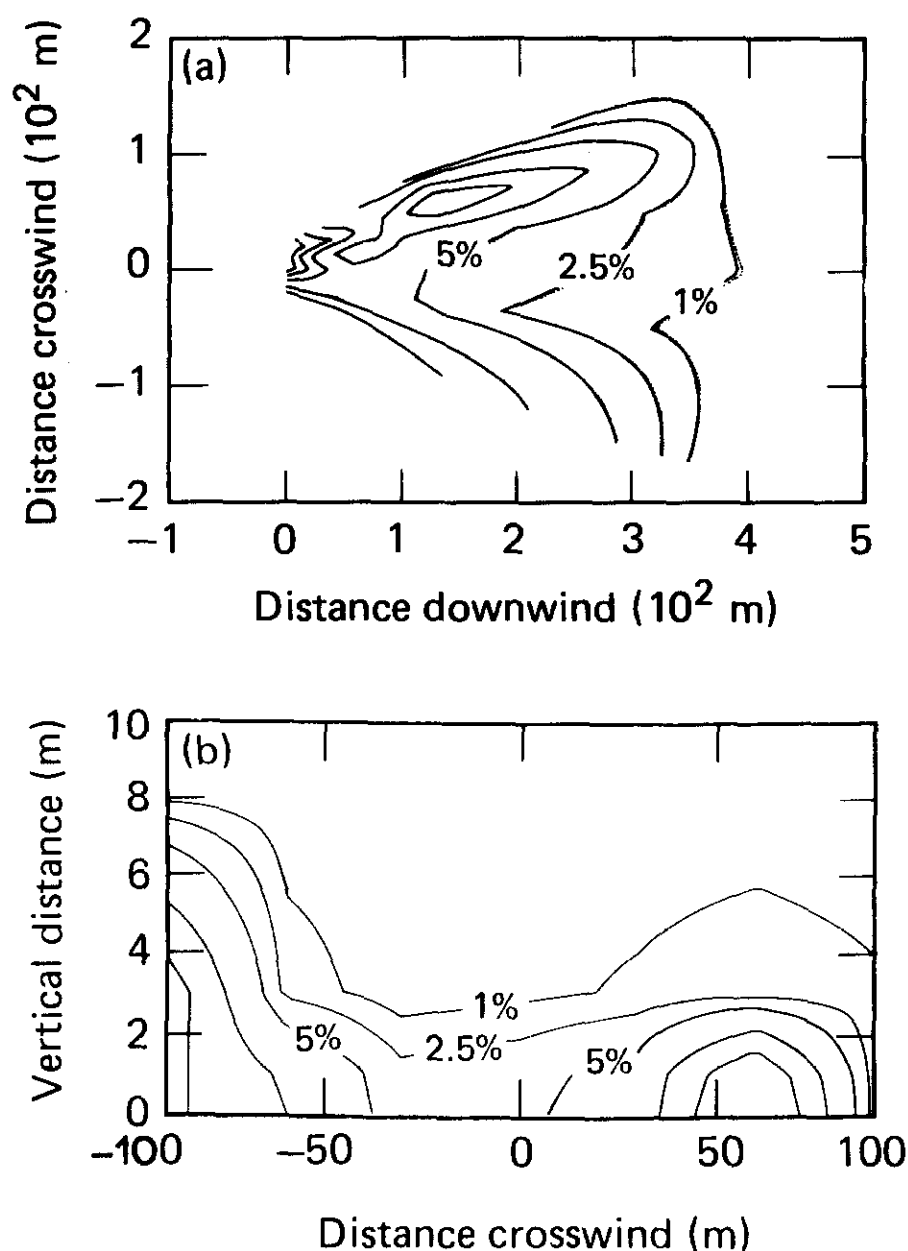 (a)
Distance crosswind (10² m)
2
1
0
−1
−2
5%
2.5%
1%
−1 0 1 2 3 4 5
Distance downwind (10² m)
(b)
Vertical distance (m)
10
8
6
4
2
0
1%
5%
2.5%
5%
−100 −50 0 50 100
Distance crosswind (m)